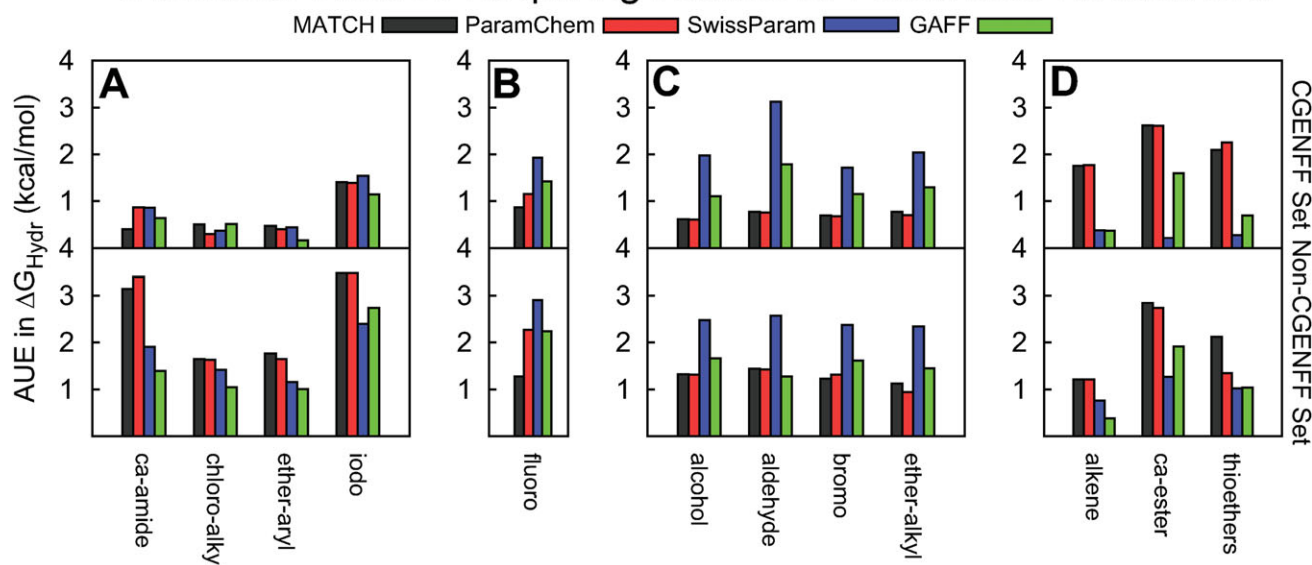 MATCH ParamChem SwissParam GAFF
A
B
C
D
4 4 4 4
3 3 3 3
2 2 2 2
1 1 1 1
4 4 4 4
3 3 3 3
2 2 2 2
1 1 1 1
AUE in ΔG_Hydr (kcal/mol)
CGENFF Set
Non-CGENFF Set
ca-amide
chloro-alky
ether-aryl
iodo
fluoro
alcohol
aldehyde
bromo
ether-alkyl
alkene
ca-ester
thioethers